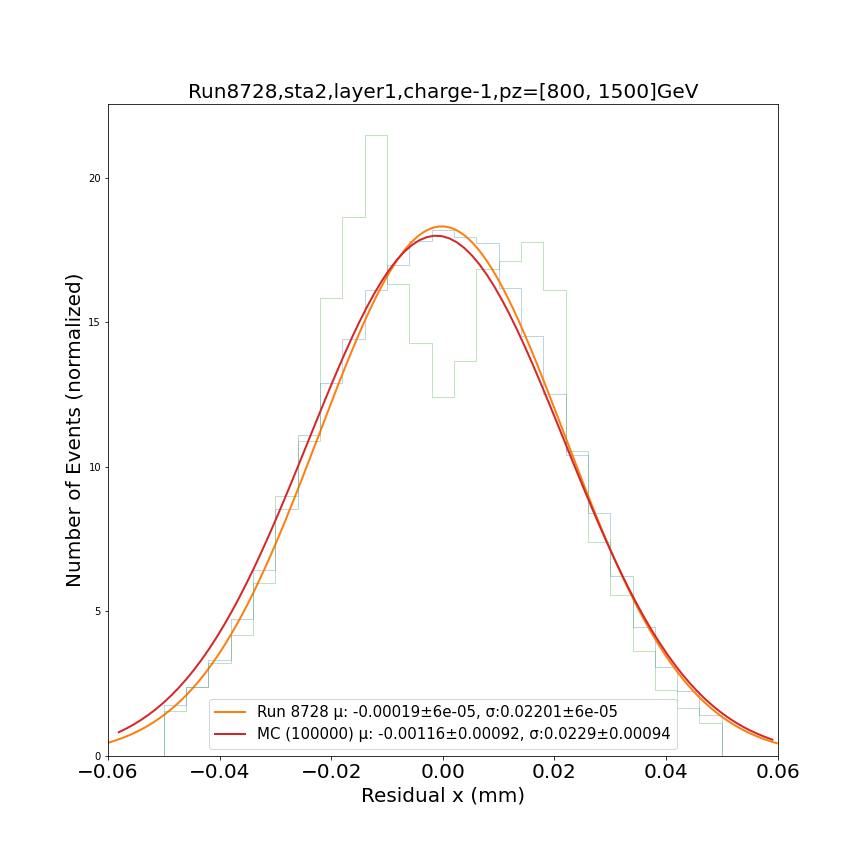 Run8728,sta2,layer1,charge-1,pz=[800, 1500]GeV
Number of Events (normalized)
20
15
10
5
0
Run 8728 μ: -0.00019±6e-05, σ:0.02201±6e-05
MC (100000) μ: -0.00116±0.00092, σ:0.0229±0.00094
−0.06 −0.04 −0.02 0.00 0.02 0.04 0.06
Residual x (mm)